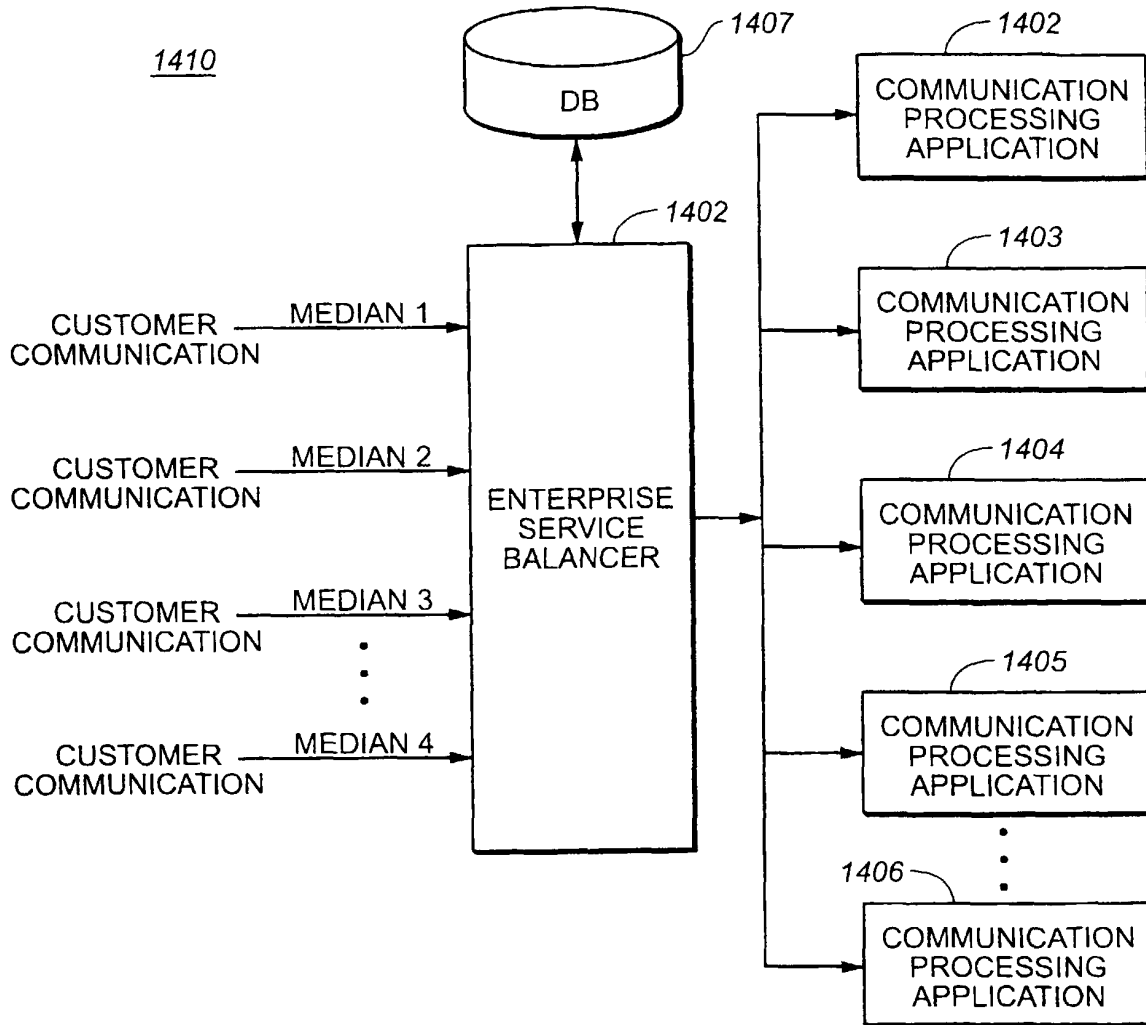 1410
1407
DB
1402
CUSTOMER
COMMUNICATION
MEDIAN 1
CUSTOMER
COMMUNICATION
MEDIAN 2
CUSTOMER
COMMUNICATION
MEDIAN 3
CUSTOMER
COMMUNICATION
MEDIAN 4
ENTERPRISE
SERVICE
BALANCER
1402
COMMUNICATION
PROCESSING
APPLICATION
1403
COMMUNICATION
PROCESSING
APPLICATION
1404
COMMUNICATION
PROCESSING
APPLICATION
1405
COMMUNICATION
PROCESSING
APPLICATION
1406
COMMUNICATION
PROCESSING
APPLICATION